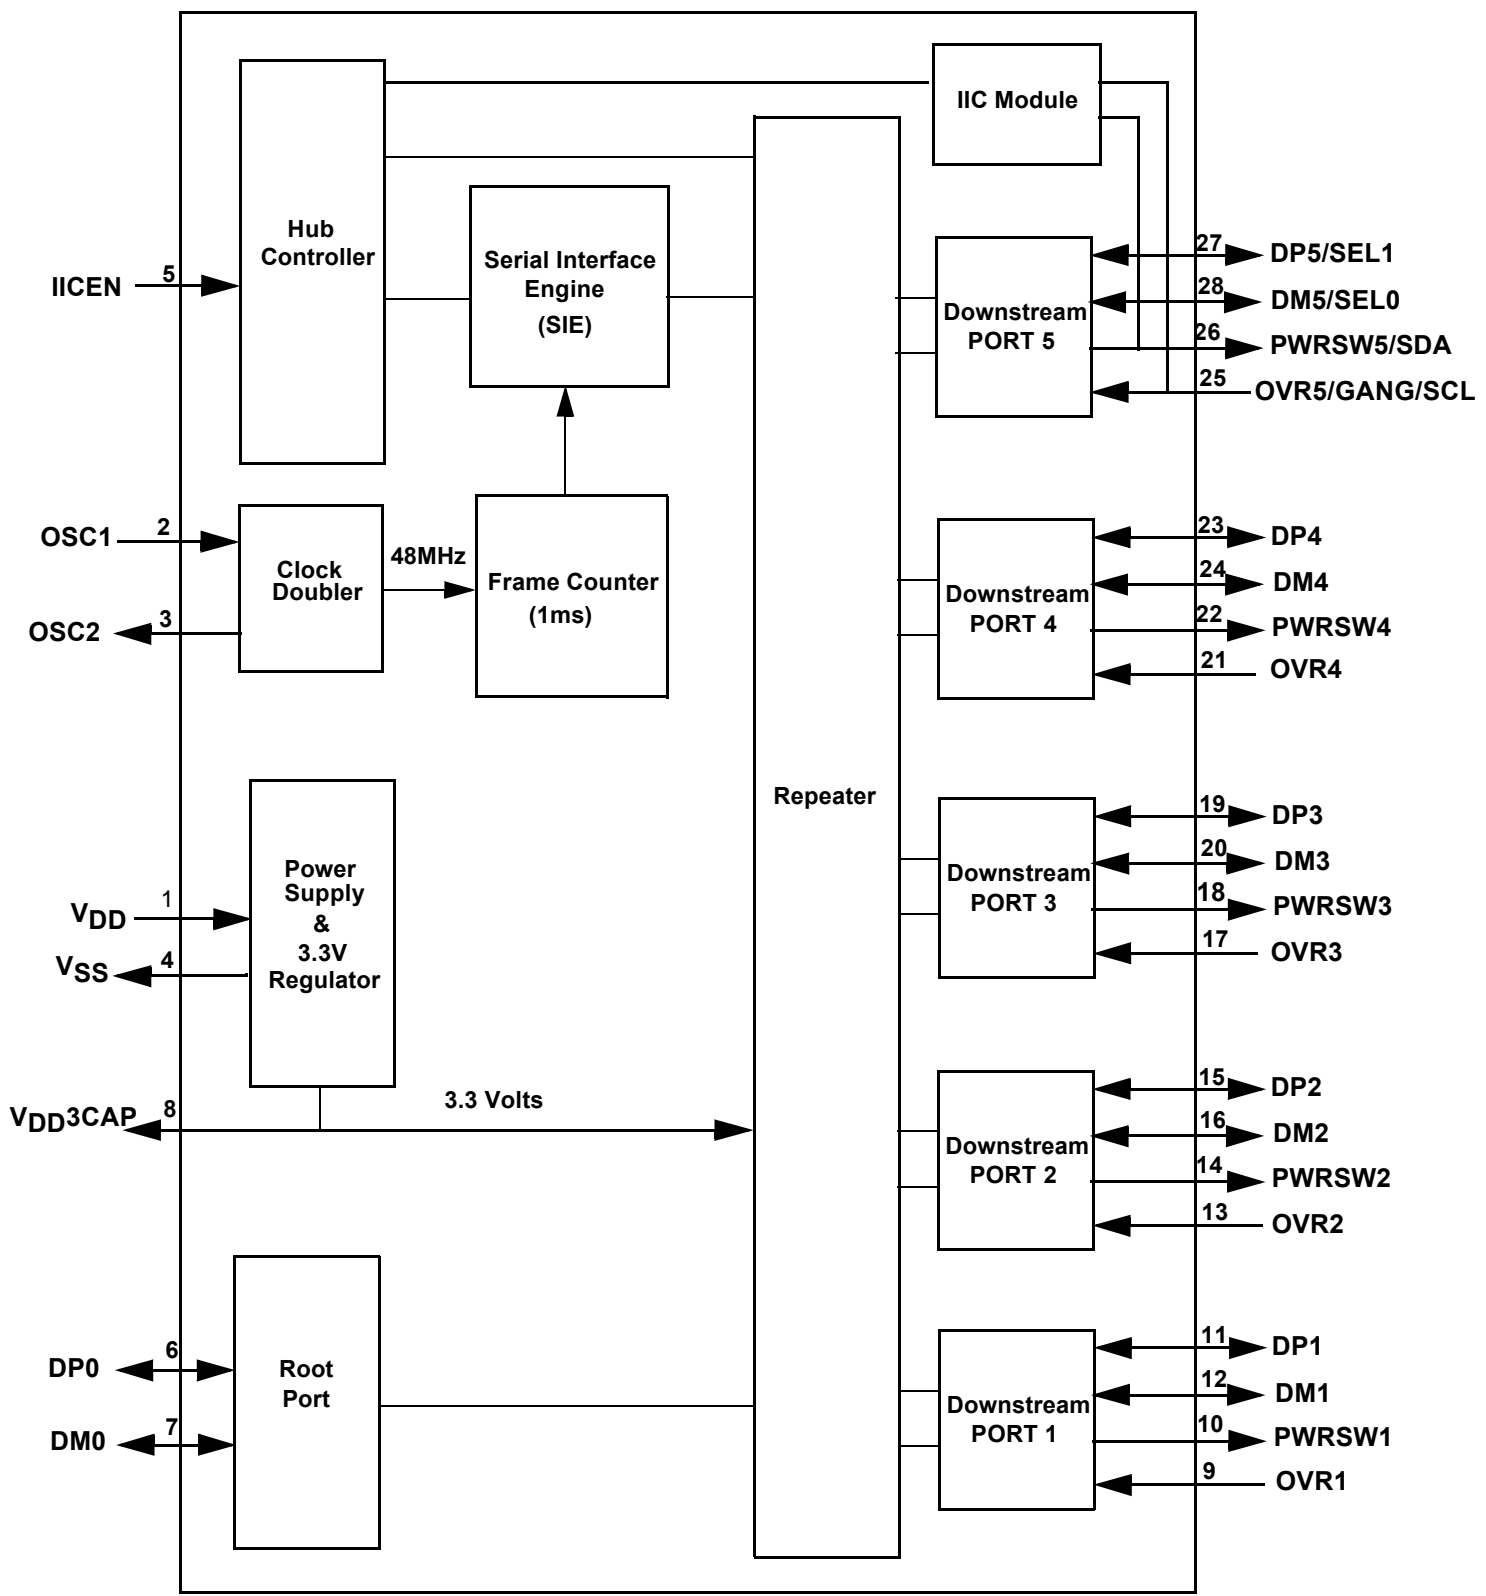 IIC Module
Hub
Controller
Serial Interface
Engine
(SIE)
IICEN
5
OSC1
2
OSC2
3
Clock
Doubler
48MHz
Frame Counter
(1ms)
Power
Supply
&
3.3V
Regulator
VDD
1
VSS
4
VDD3CAP
8
3.3 Volts
Root
Port
DP0
6
DM0
7
Repeater
Downstream
PORT 5
27
DP5/SEL1
28
DM5/SEL0
26
PWRSW5/SDA
25
OVR5/GANG/SCL
Downstream
PORT 4
23
DP4
24
DM4
22
PWRSW4
21
OVR4
Downstream
PORT 3
19
DP3
20
DM3
18
PWRSW3
17
OVR3
Downstream
PORT 2
15
DP2
16
DM2
14
PWRSW2
13
OVR2
Downstream
PORT 1
11
DP1
12
DM1
10
PWRSW1
9
OVR1